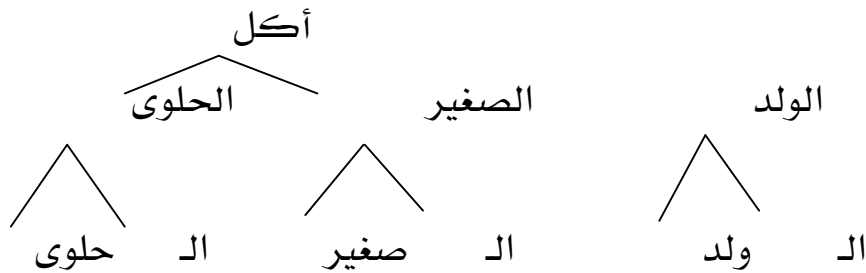 أكل
الولد الصغير الحلوى
الـ ولد الـ صغير الـ حلوى